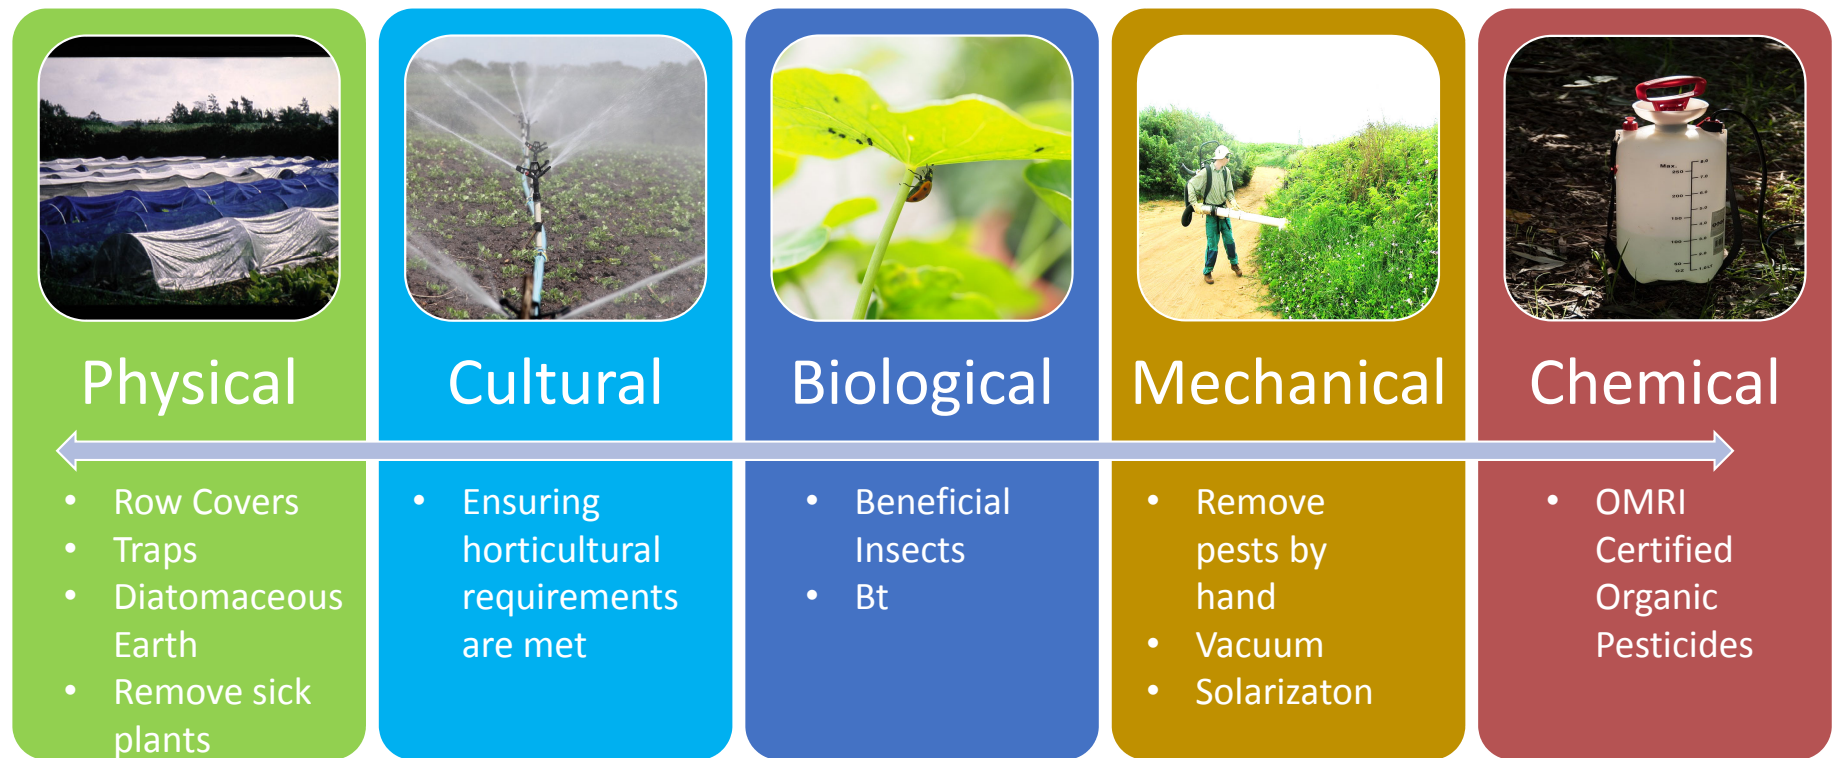 Physical
• Row Covers
• Traps
• Diatomaceous
Earth
• Remove sick
plants
Cultural
• Ensuring
horticultural
requirements
are met
Biological
• Beneficial
Insects
• Bt
Mechanical
• Remove
pests by
hand
• Vacuum
• Solarizaton
Chemical
Max.
• OMRI
Certified
Organic
Pesticides